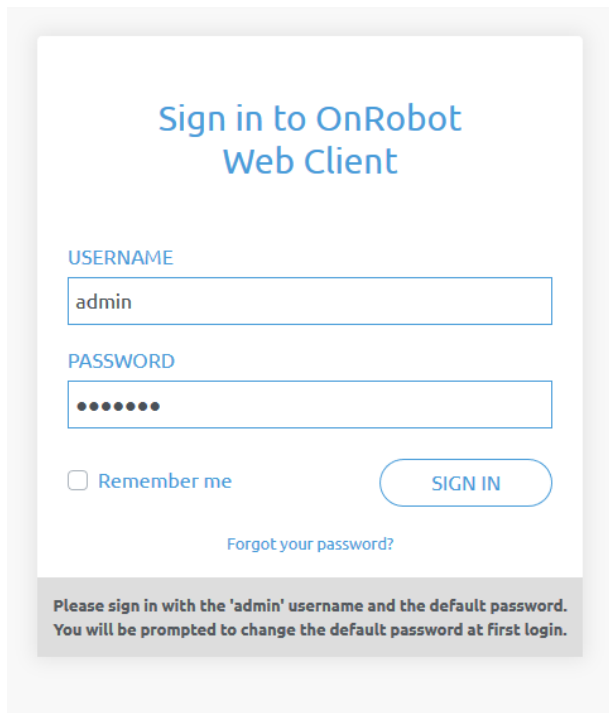 Sign in to OnRobot
Web Client
USERNAME
admin
PASSWORD
•••••••
Remember me
SIGN IN
Forgot your password?
Please sign in with the 'admin' username and the default password.
You will be prompted to change the default password at first login.